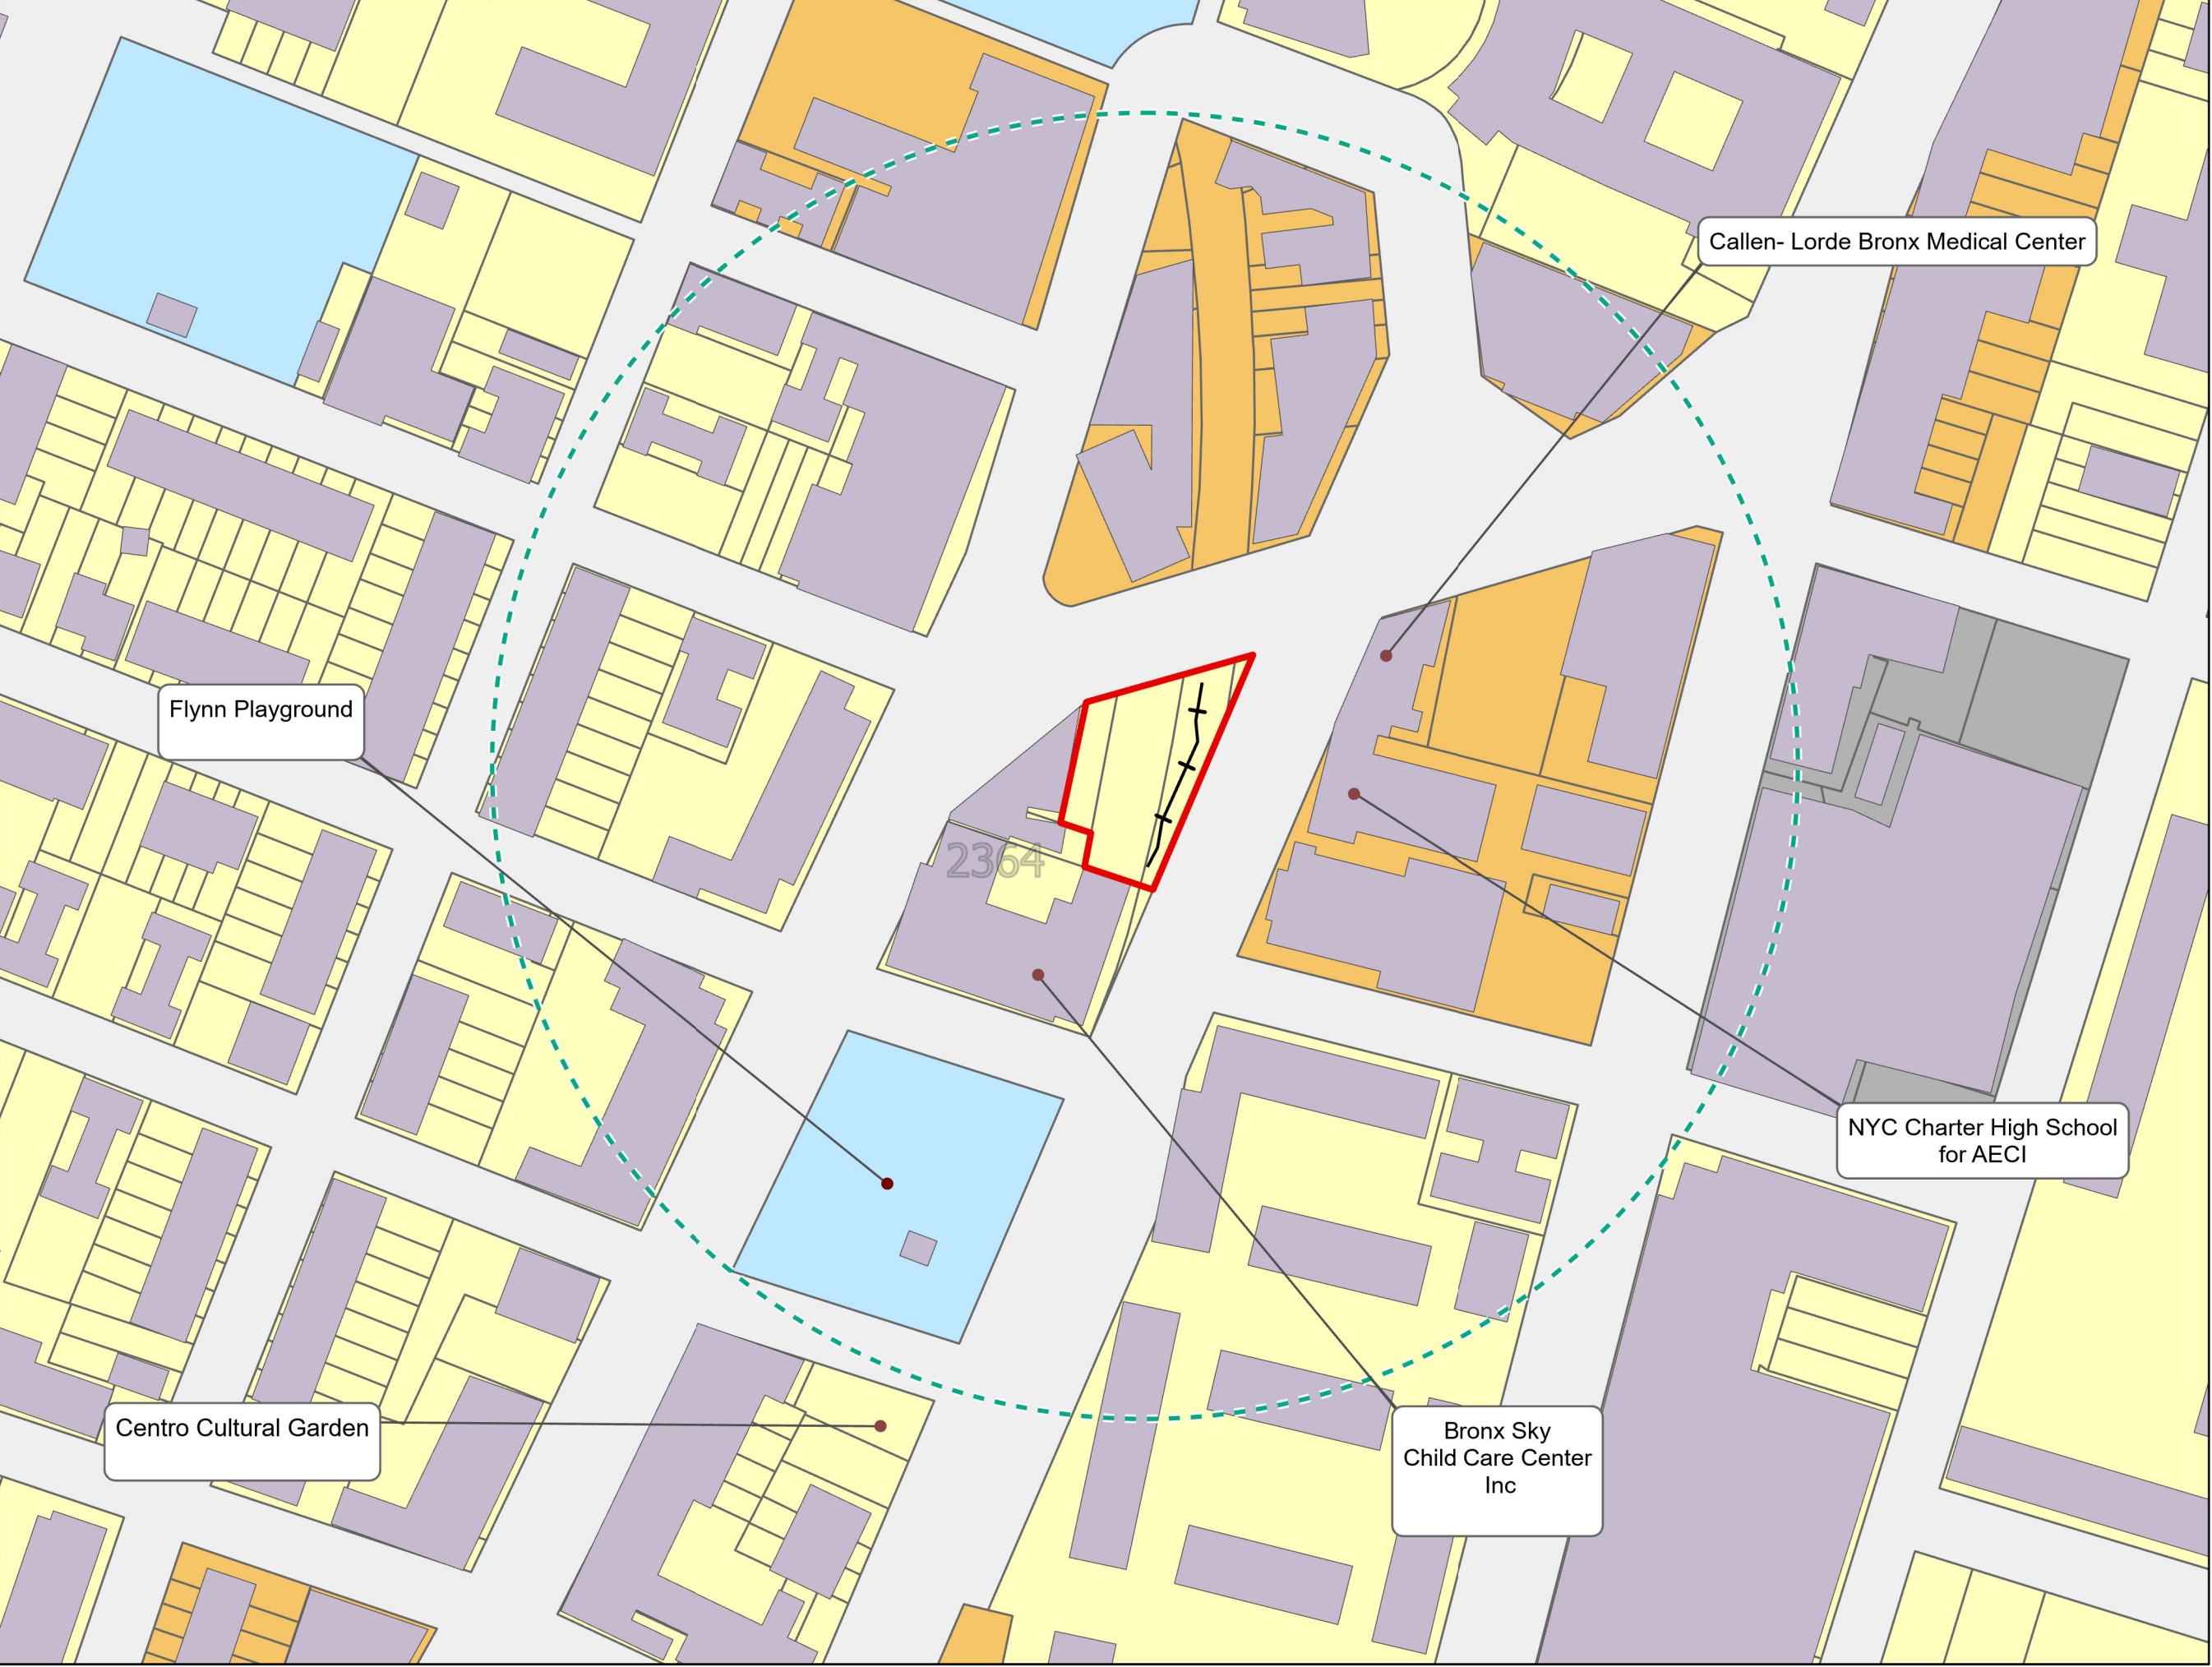 Callen- Lorde Bronx Medical Center
Flynn Playground
2364
NYC Charter High School
for AECI
Centro Cultural Garden
Bronx Sky
Child Care Center
Inc